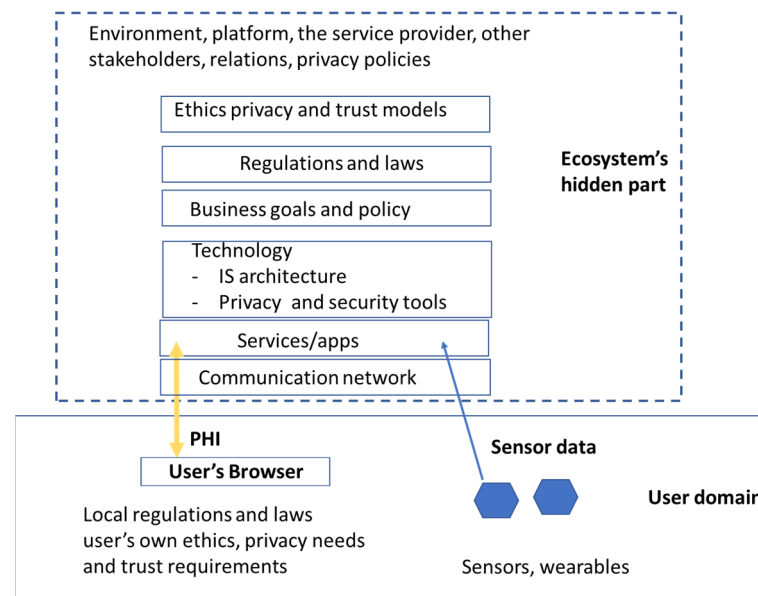 Environment, platform, the service provider, other
stakeholders, relations, privacy policies
Ethics privacy and trust models
Regulations and laws
Ecosystem's
hidden part
Business goals and policy
Technology
- IS architecture
- Privacy and security tools
Services/apps
Communication network
PHI
User's Browser
Sensor data
User domain
Local regulations and laws
user's own ethics, privacy needs
and trust requirements
Sensors, wearables